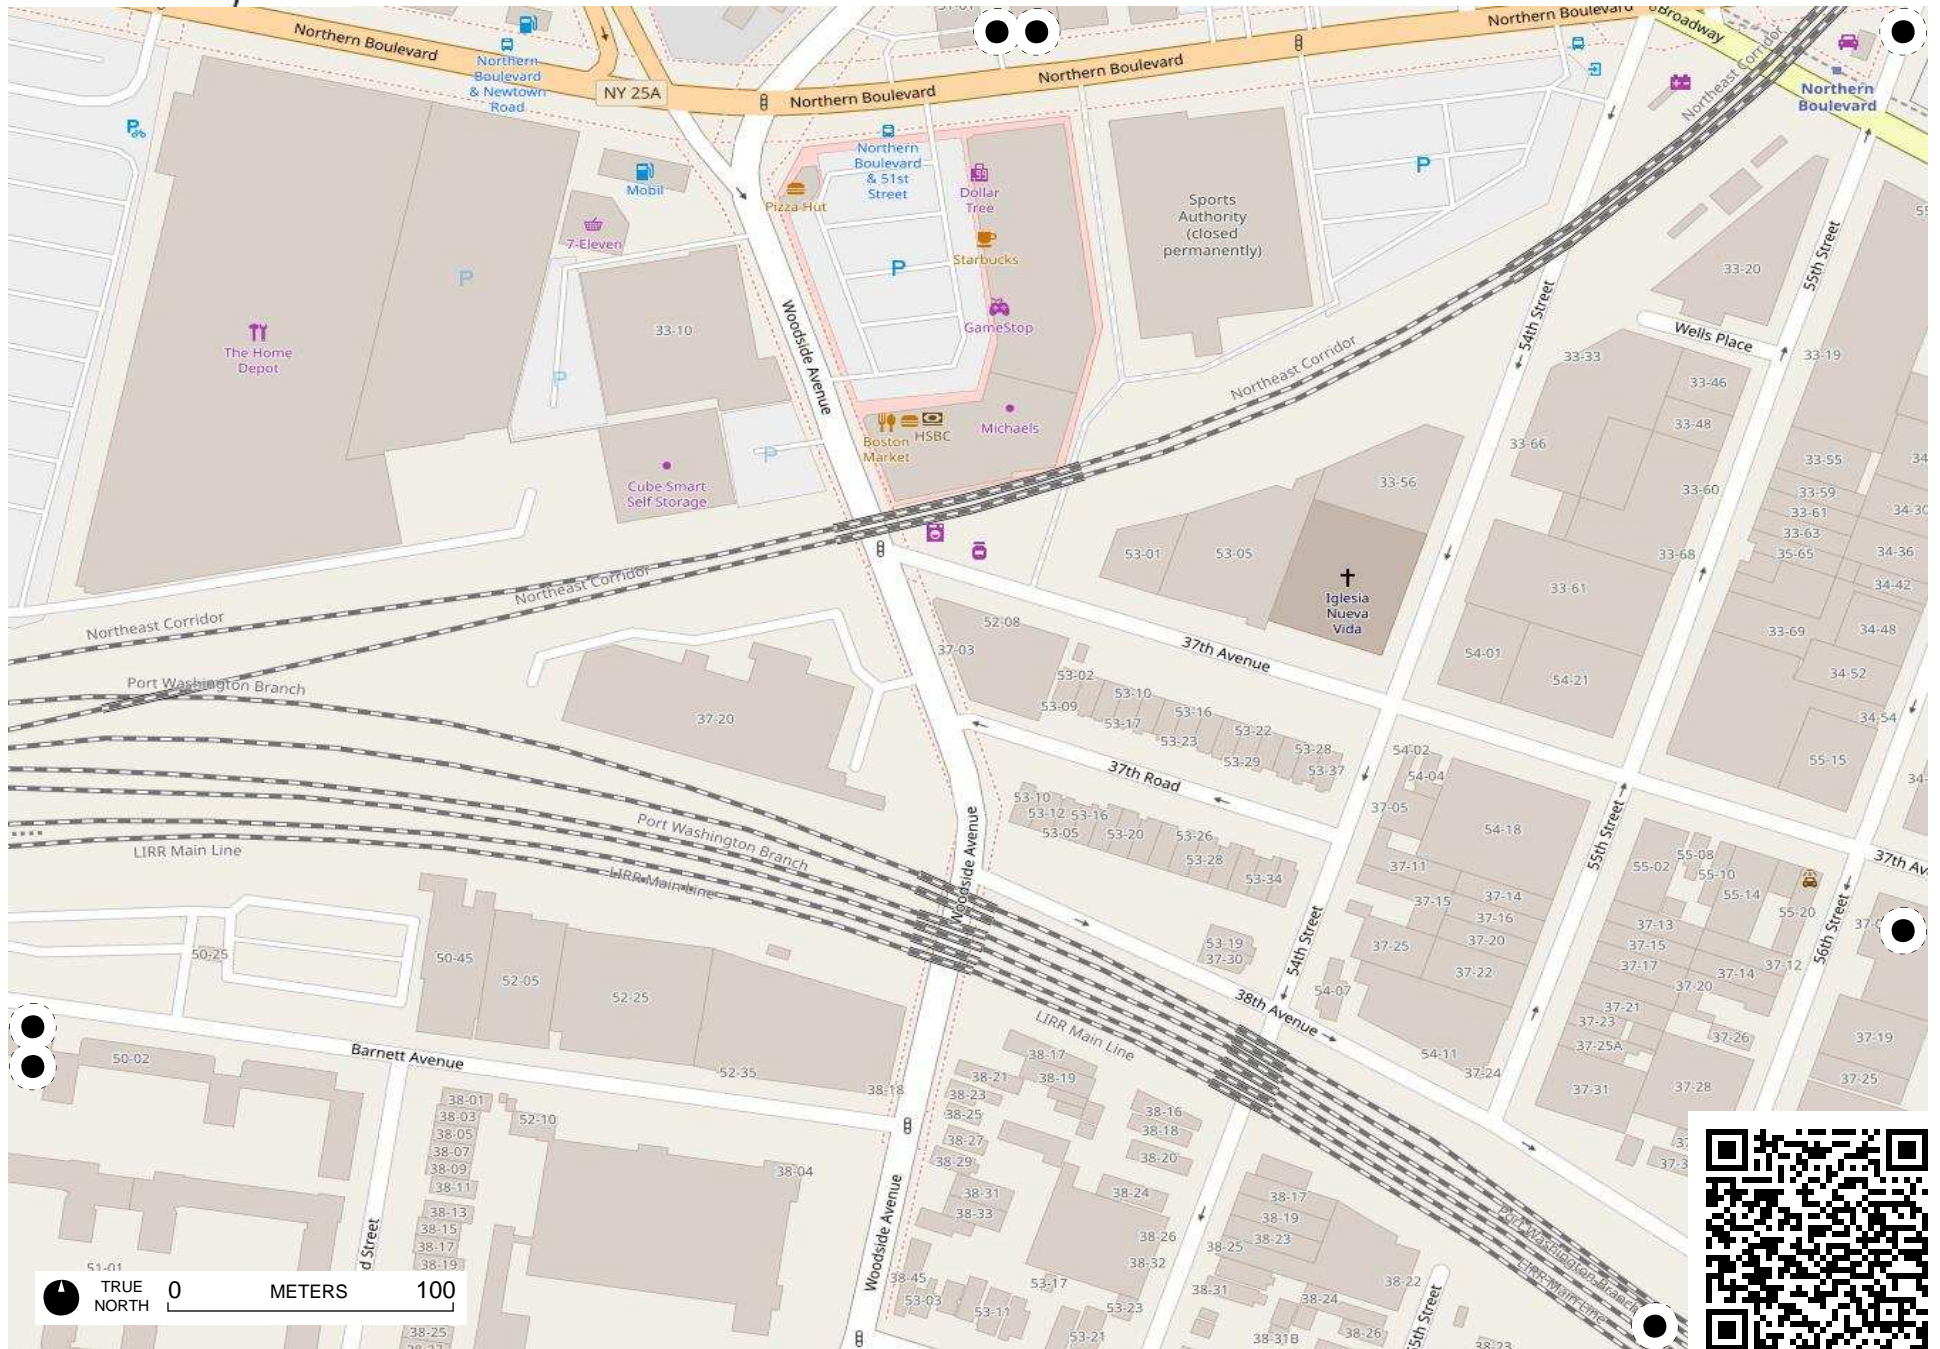 Northern Boulevard
Northern Boulevard
Northern Boulevard
Northern Boulevard
Broadway
Northern
Boulevard
& Newtown
Road
NY 25A
Northeast Corridor
Northern
Boulevard
Northern
Boulevard
& 51st
Street
Mobil
7-Eleven
Pizza Hut
.99
Dollar
Tree
Starbucks
GameStop
P
P
P
P
P
P
Sports
Authority
(closed
permanently)
33-20
55th Street
54th Street
Wells Place
33-10
The Home
Depot
Woodside Avenue
Northeast Corridor
33-33
33-19
33-46
33-48
33-66
33-60
33-55
33-59
33-61
33-63
35-65
33-68
34-30
34-36
34-42
Boston
Market
HSBC
Michaels
Cube Smart
Self Storage
33-56
53-01
53-05
Iglesia
Nueva
Vida
33-61
Northeast Corridor
Northeast Corridor
52-08
37-03
37th Avenue
54-01
54-21
33-69
34-48
34-52
34-54
Port Washington Branch
37-20
53-02
53-09
53-10
53-17
53-16
53-23
53-22
53-29
53-28
53-37
54-02
54-04
55-15
37th Road
37-05
54-18
53-10
53-12
53-16
53-05
53-20
53-26
53-28
53-34
LIRR Main Line
Port Washington Branch
LIRR Main Line
Woodside Avenue
37-11
37-15
37-14
37-16
37-20
37-25
37-22
55th Street
55-02
55-08
55-10
55-14
55-20
37-13
37-15
37-17
37-14
37-12
37-20
56th Street
50-25
50-45
52-05
52-25
53-19
37-30
54th Street
54-07
38th Avenue
37-21
37-23
37-25A
37-26
37-19
37-25
54-11
37-24
37-31
37-28
LIRR Main Line
50-02
Barnett Avenue
52-35
38-18
38-17
38-21
38-19
38-23
38-25
38-27
38-29
38-16
38-18
38-20
38-01
38-03
38-05
38-07
38-09
38-11
38-13
38-15
38-17
38-19
52-10
38-04
38-31
38-33
38-24
38-26
38-32
38-17
38-19
38-23
38-25
38-31
38-22
38-24
38-26
38-31B
Woodside Avenue
38-45
53-03
53-11
53-17
53-23
53-21
Port Washington Branch
LIRR Main Line
51-01
TRUE
NORTH
0 METERS 100
38-25